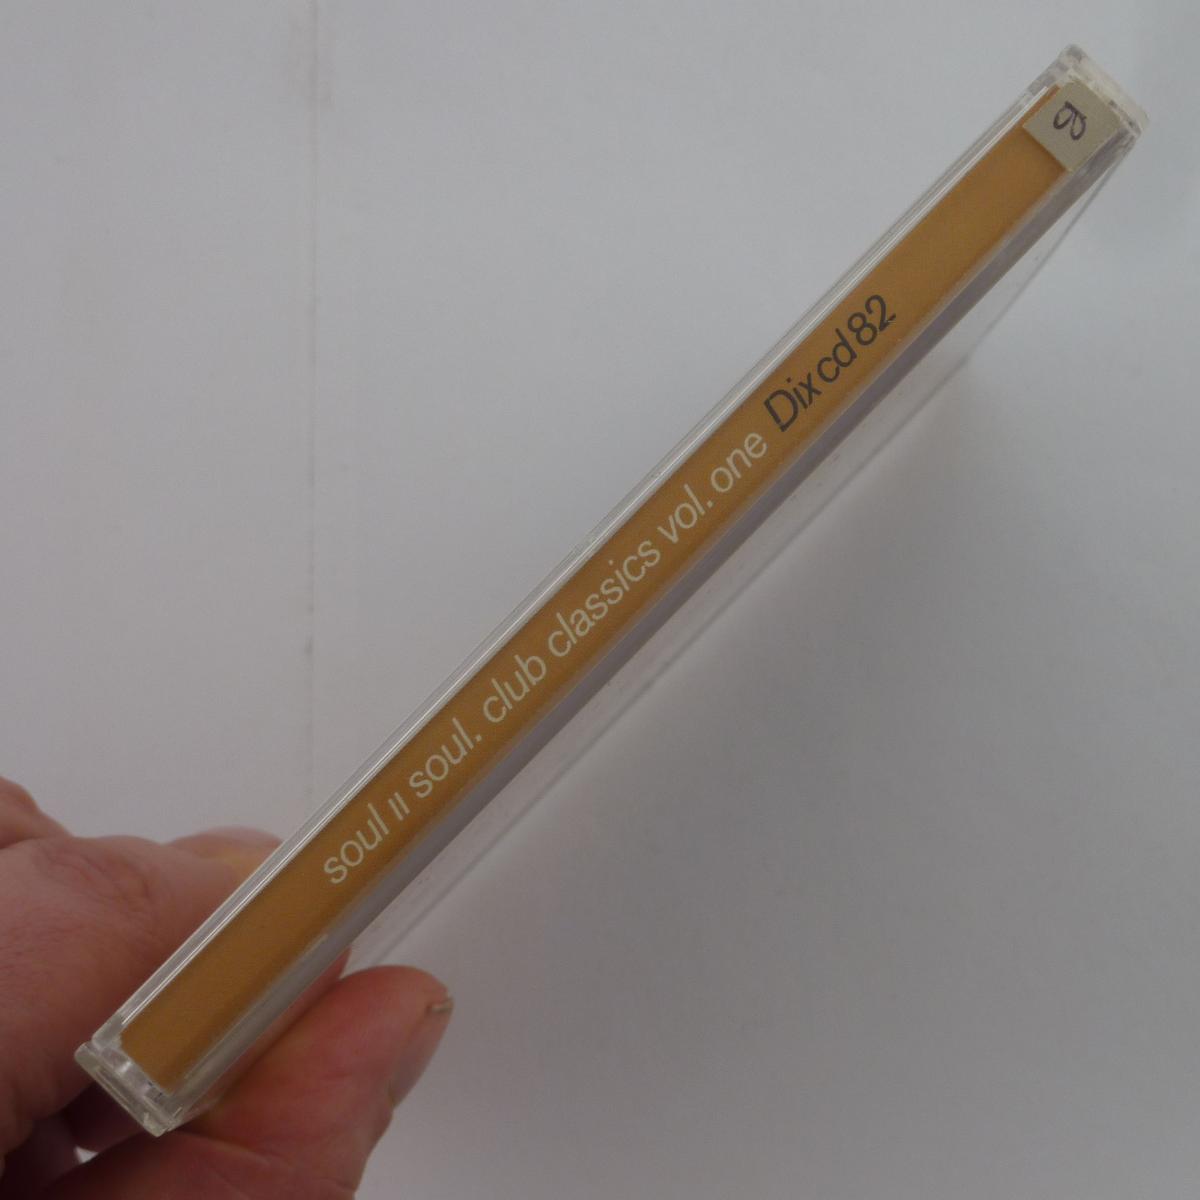 soul II soul. club classics vol. one Dix cd 82